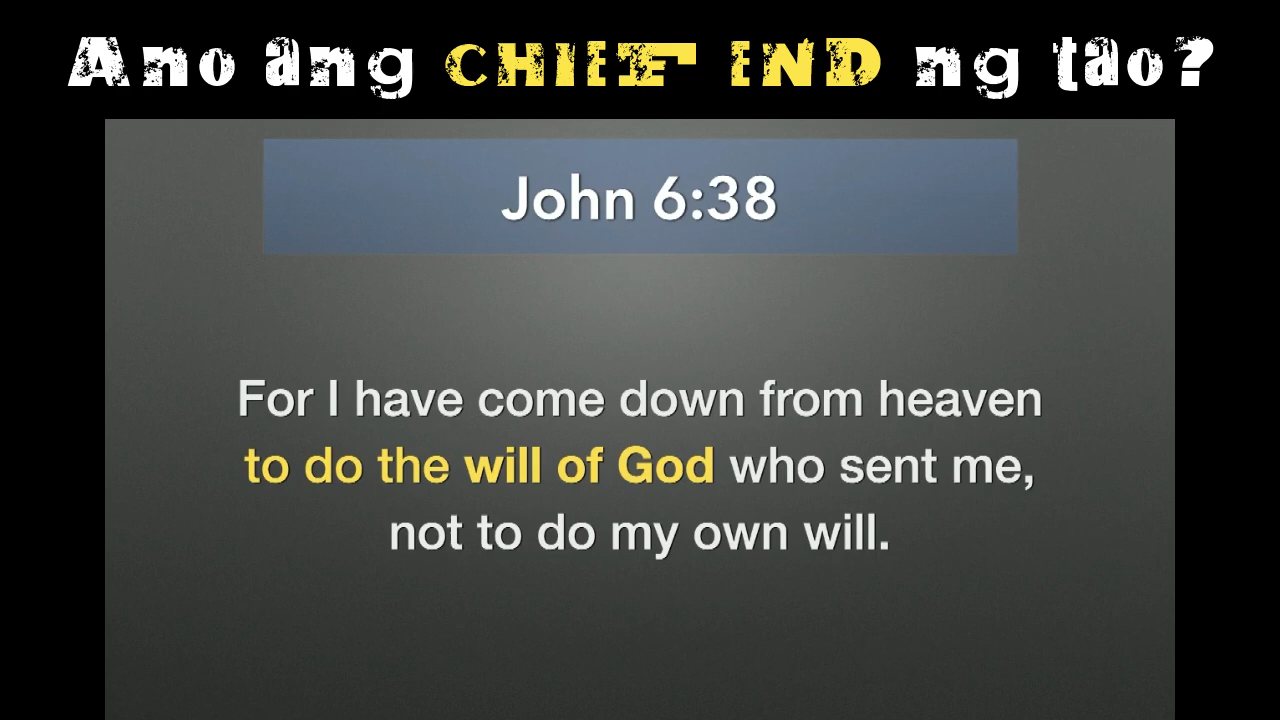 Ano ang CHIEF END ng tao?
John 6:38
For I have come down from heaven
to do the will of God who sent me,
not to do my own will.